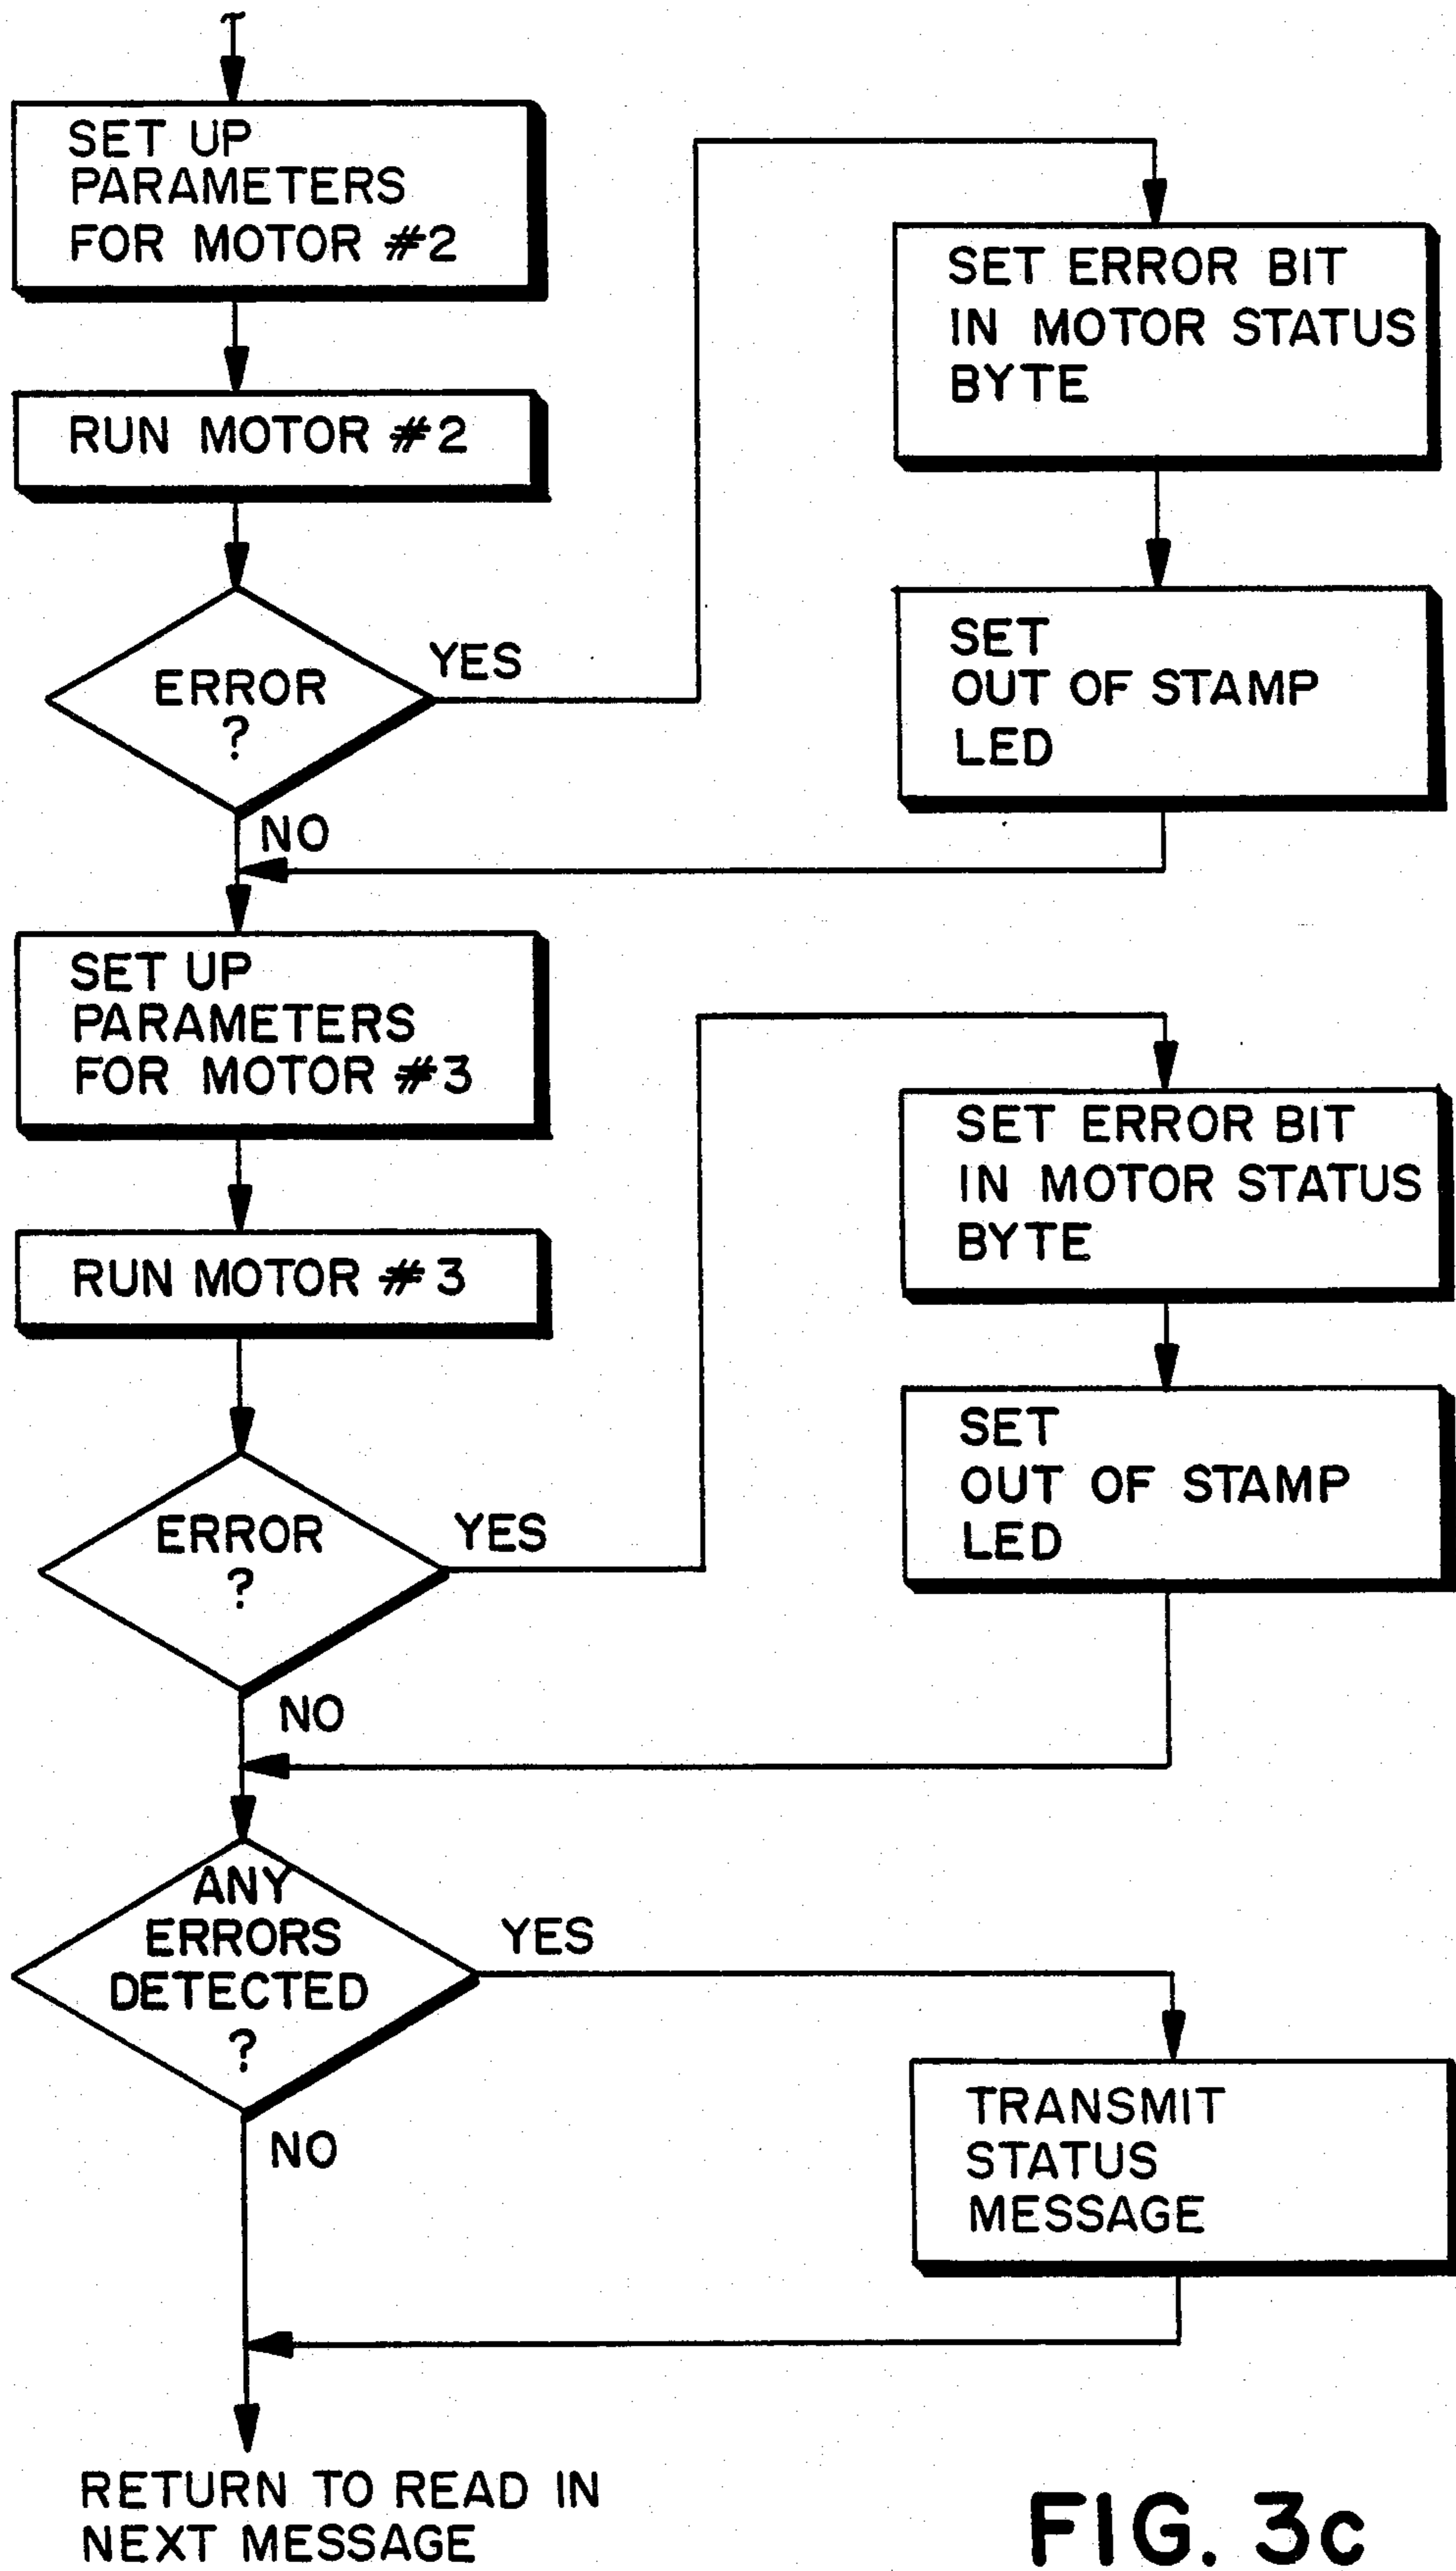 SET UP
PARAMETERS
FOR MOTOR #2
RUN MOTOR #2
ERROR
?
YES
NO
SET ERROR BIT
IN MOTOR STATUS
BYTE
SET
OUT OF STAMP
LED
SET UP
PARAMETERS
FOR MOTOR #3
RUN MOTOR #3
ERROR
?
YES
NO
SET ERROR BIT
IN MOTOR STATUS
BYTE
SET
OUT OF STAMP
LED
ANY
ERRORS
DETECTED
?
YES
NO
TRANSMIT
STATUS
MESSAGE
RETURN TO READ IN
NEXT MESSAGE
FIG. 3c